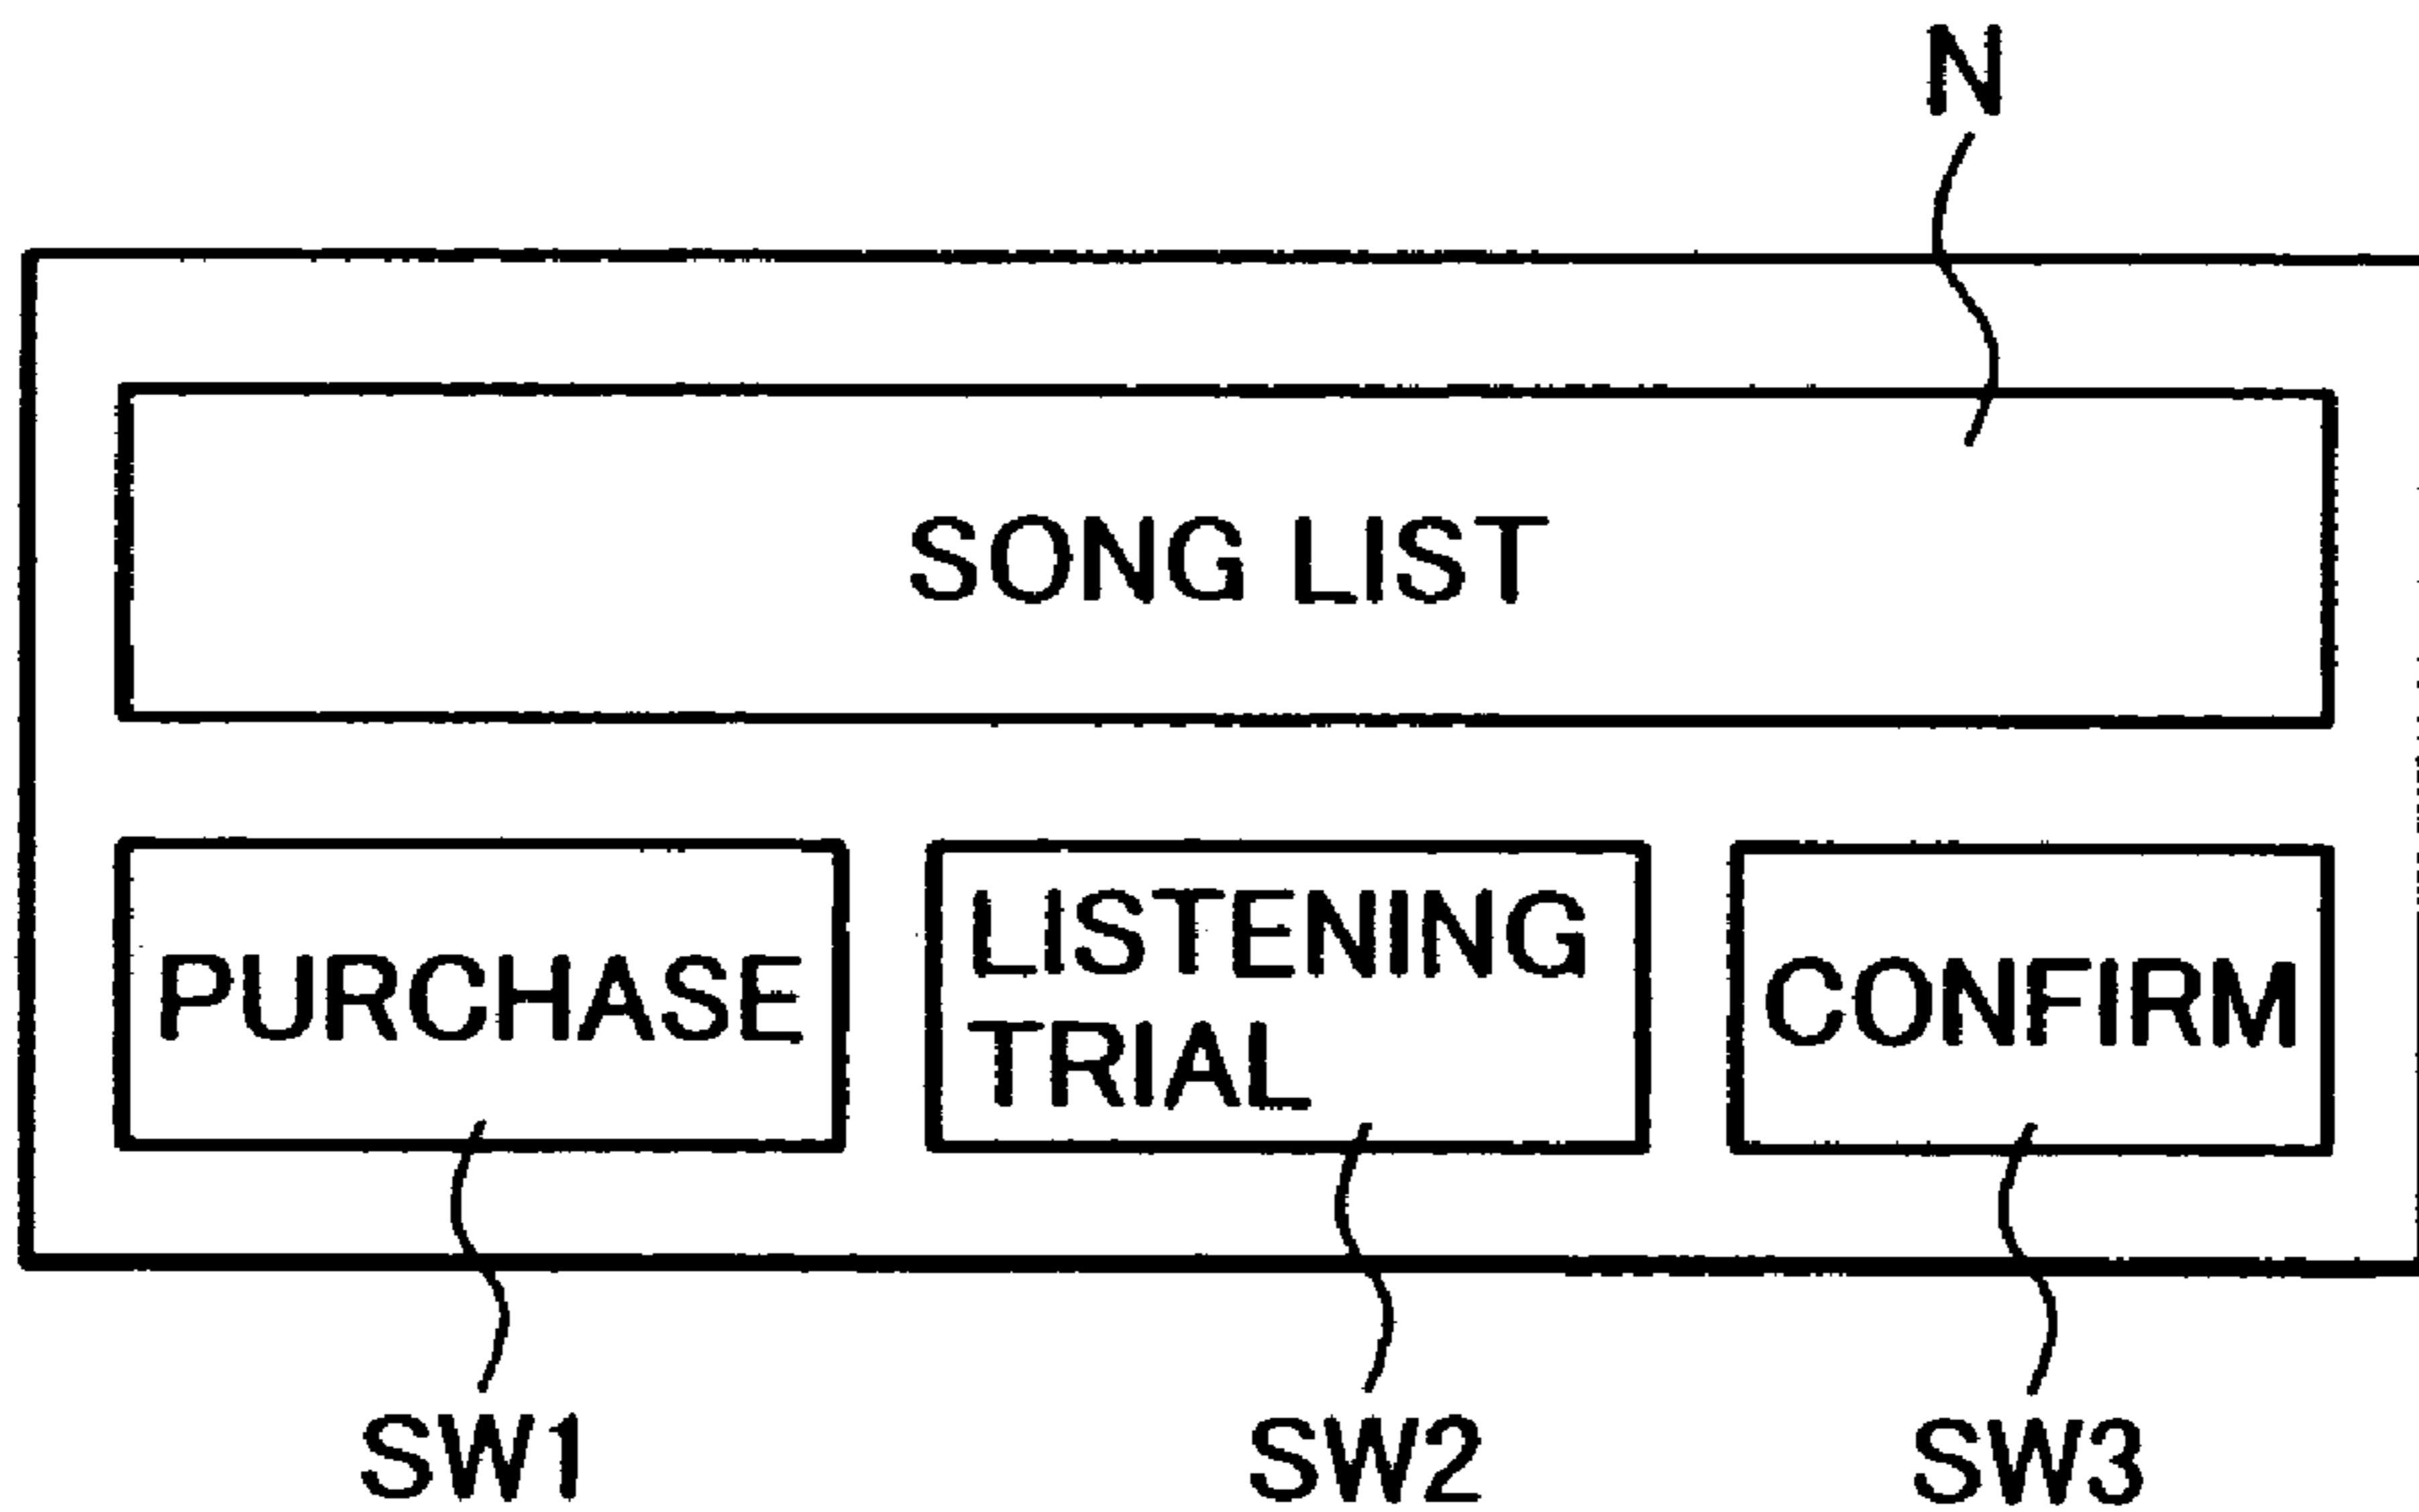 N
SONG LIST
PURCHASE
LISTENING
TRIAL
CONFIRM
SW1
SW2
SW3